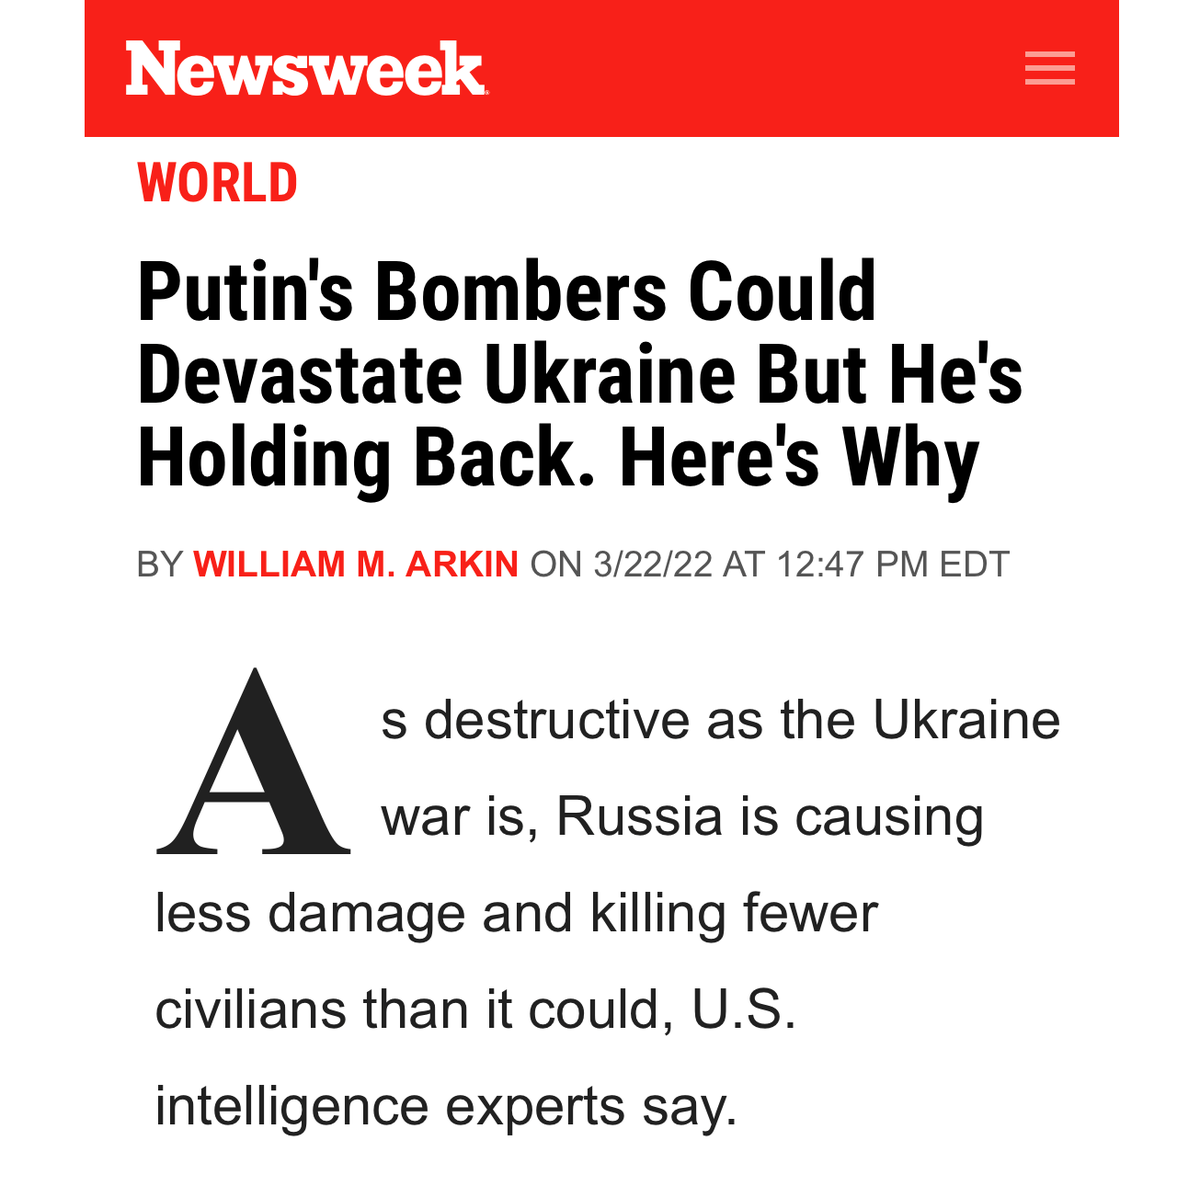 Newsweek
WORLD
Putin's Bombers Could
Devastate Ukraine But He's
Holding Back. Here's Why
BY WILLIAM M. ARKIN ON 3/22/22 AT 12:47 PM EDT
As destructive as the Ukraine
war is, Russia is causing
less damage and killing fewer
civilians than it could, U.S.
intelligence experts say.